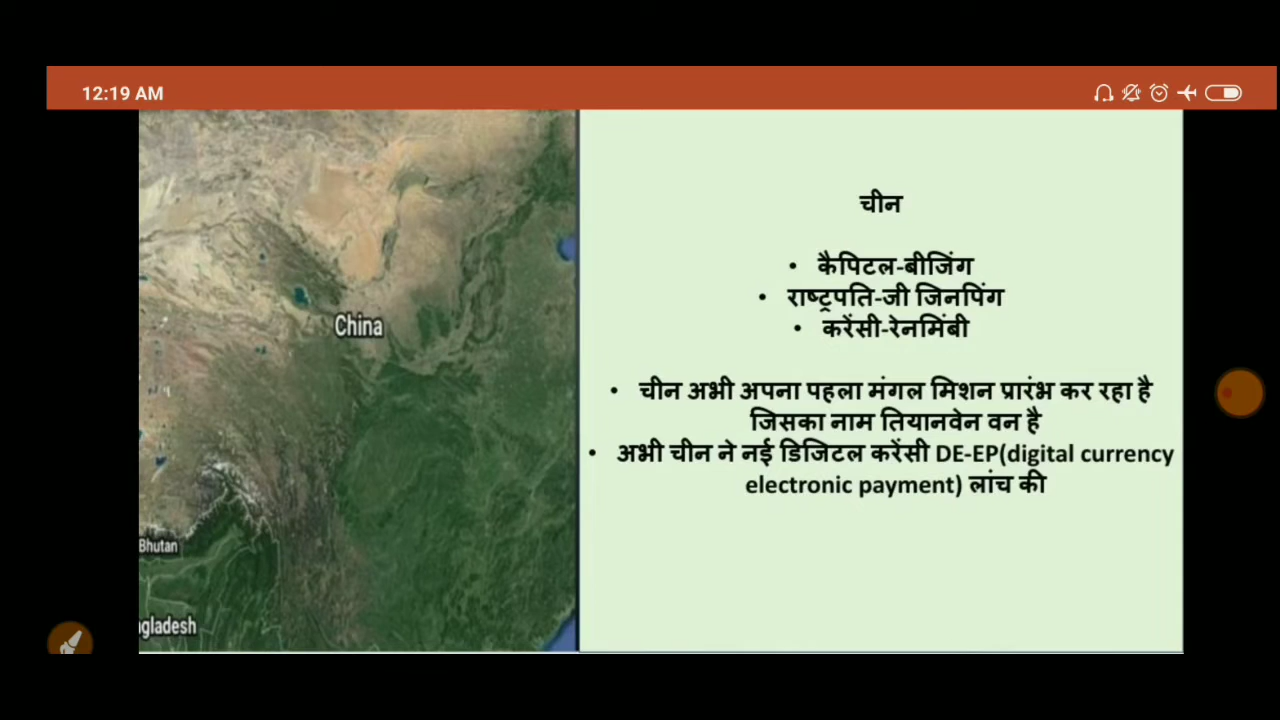 12:19 AM
चीन
• कैपिटल-बीजिंग
• राष्ट्रपति-जी जिनपिंग
China
• करेंसी-रेनमिंबी
• चीन अभी अपना पहला मंगल मिशन प्रारंभ कर रहा है
जिसका नाम तियानवेन वन है
• अभी चीन ने नई डिजिटल करेंसी DE-EP(digital currency
electronic payment) लांच की
Bhutan
gladesh